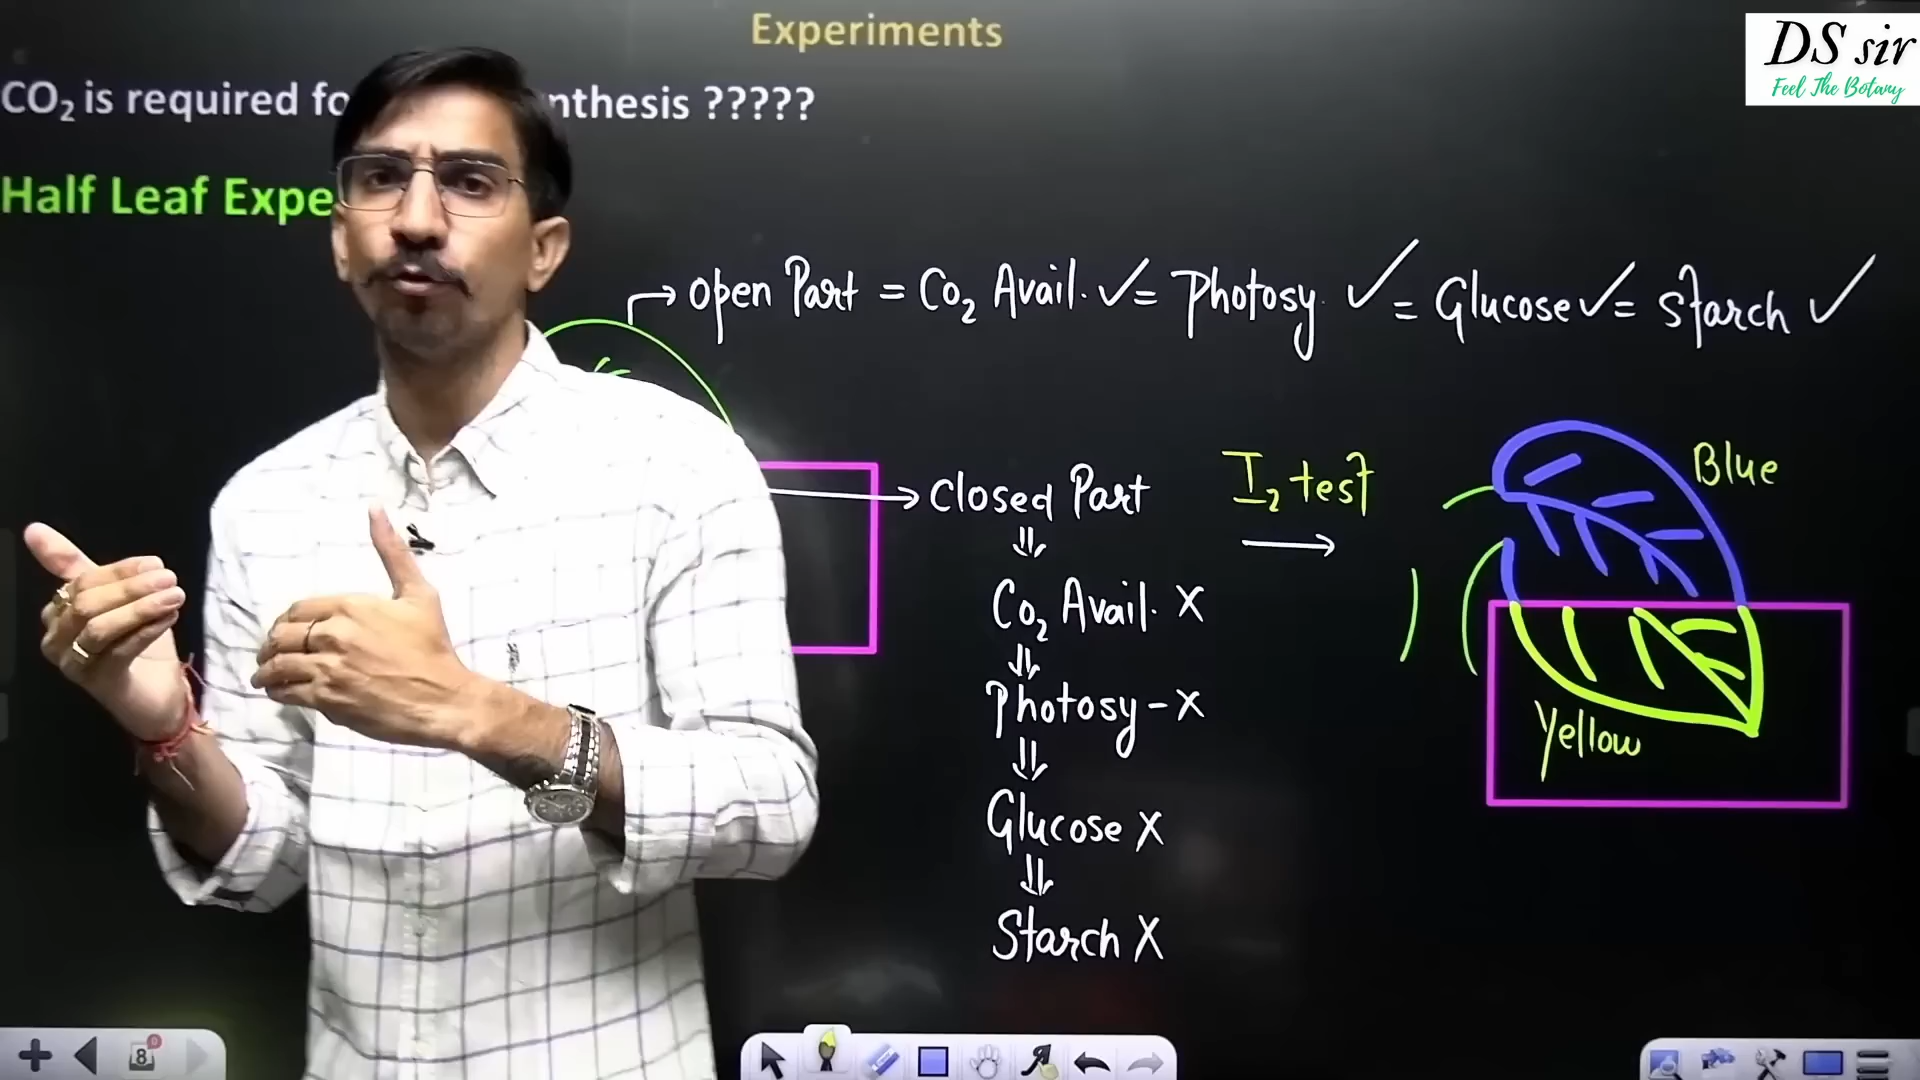 Experiments
DS sir
Feel The Botany
CO₂ is required fo nthesis ?????
Half Leaf Expe
Open Part = Co₂ Avail. ✓ = Photosy. ✓ = Glucose ✓ = Starch ✓
Closed Part
⇓
Co₂ Avail. X
⇓
Photosy - X
⇓
Glucose X
⇓
Starch X
I₂ test
→
Blue
Yellow
8
0